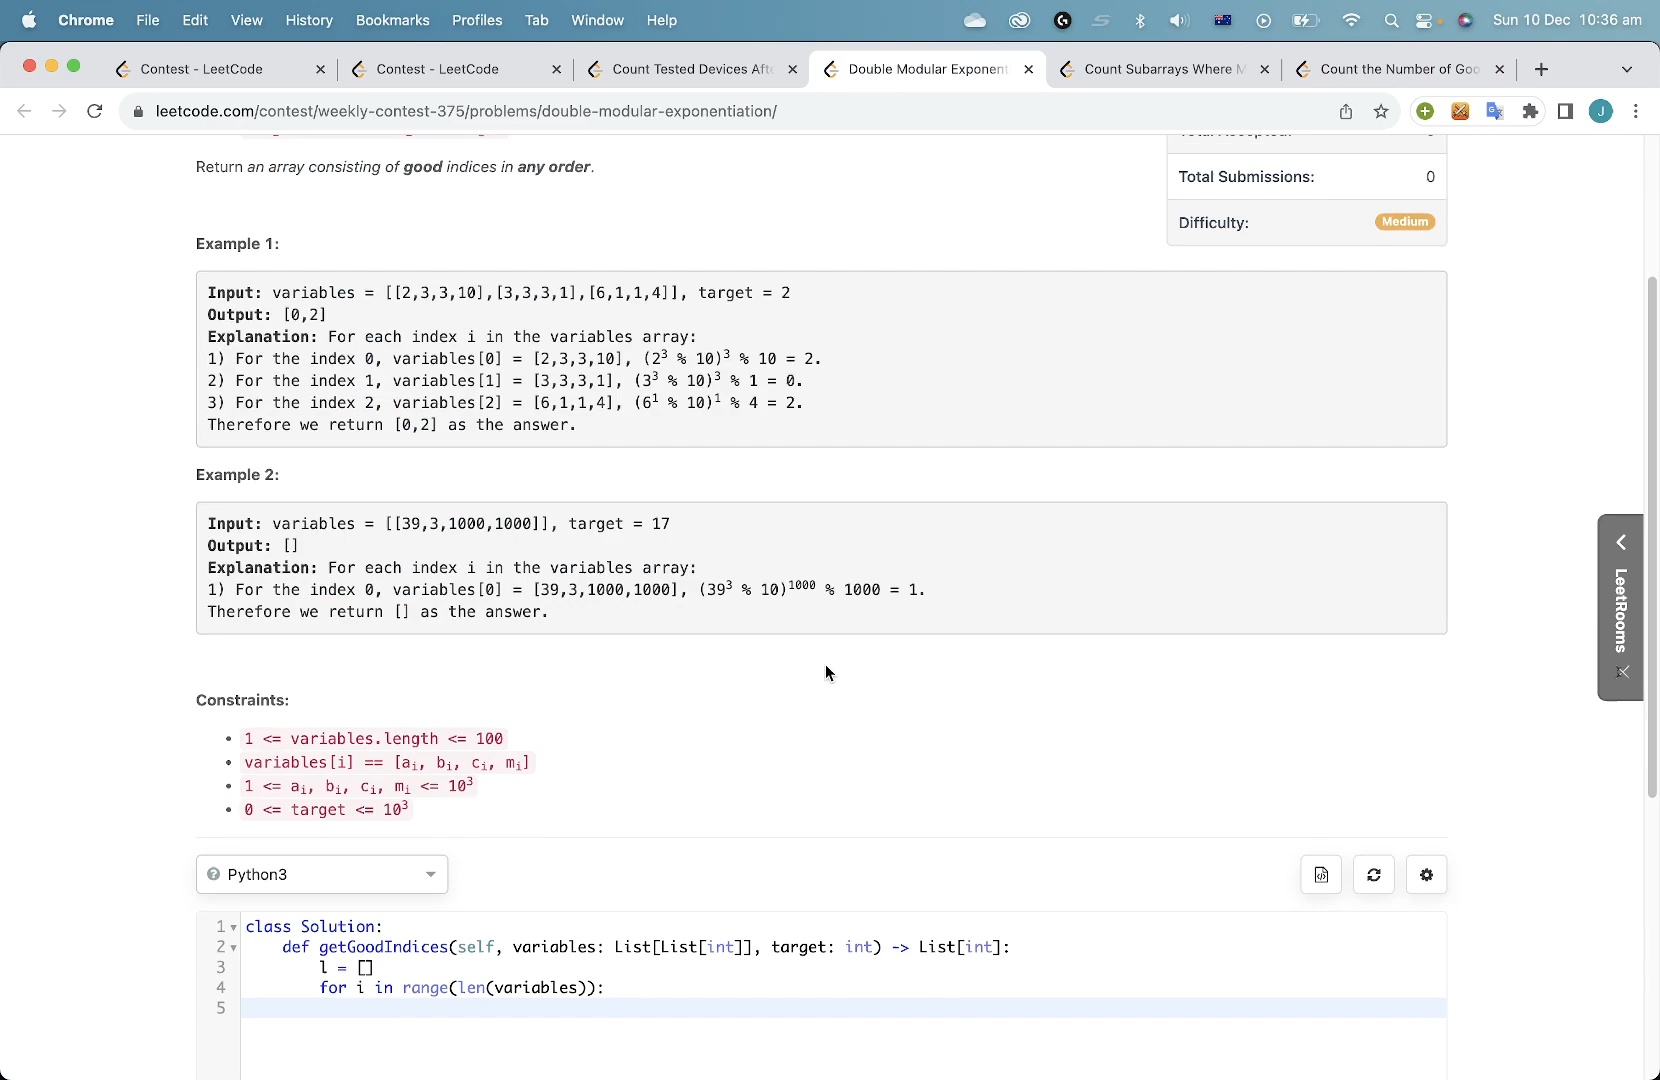 Chrome File Edit View History Bookmarks Profiles Tab Window Help Sun 10 Dec 10:36 am
Contest - LeetCode Contest - LeetCode Count Tested Devices Afte Double Modular Exponent Count Subarrays Where M Count the Number of Goo
leetcode.com/contest/weekly-contest-375/problems/double-modular-exponentiation/ J
Return an array consisting of good indices in any order.
Total Submissions: 0
Difficulty: Medium
Example 1:
Input: variables = [[2,3,3,10],[3,3,3,1],[6,1,1,4]], target = 2
Output: [0,2]
Explanation: For each index i in the variables array:
1) For the index 0, variables[0] = [2,3,3,10], (2³ % 10)³ % 10 = 2.
2) For the index 1, variables[1] = [3,3,3,1], (3³ % 10)³ % 1 = 0.
3) For the index 2, variables[2] = [6,1,1,4], (6¹ % 10)¹ % 4 = 2.
Therefore we return [0,2] as the answer.
Example 2:
Input: variables = [[39,3,1000,1000]], target = 17
Output: []
Explanation: For each index i in the variables array:
1) For the index 0, variables[0] = [39,3,1000,1000], (39³ % 10)¹⁰⁰⁰ % 1000 = 1.
Therefore we return [] as the answer.
LeetRooms
Constraints:
• 1 <= variables.length <= 100
• variables[i] == [aᵢ, bᵢ, cᵢ, mᵢ]
• 1 <= aᵢ, bᵢ, cᵢ, mᵢ <= 10³
• 0 <= target <= 10³
Python3
1 class Solution:
2 def getGoodIndices(self, variables: List[List[int]], target: int) -> List[int]:
3 l = []
4 for i in range(len(variables)):
5